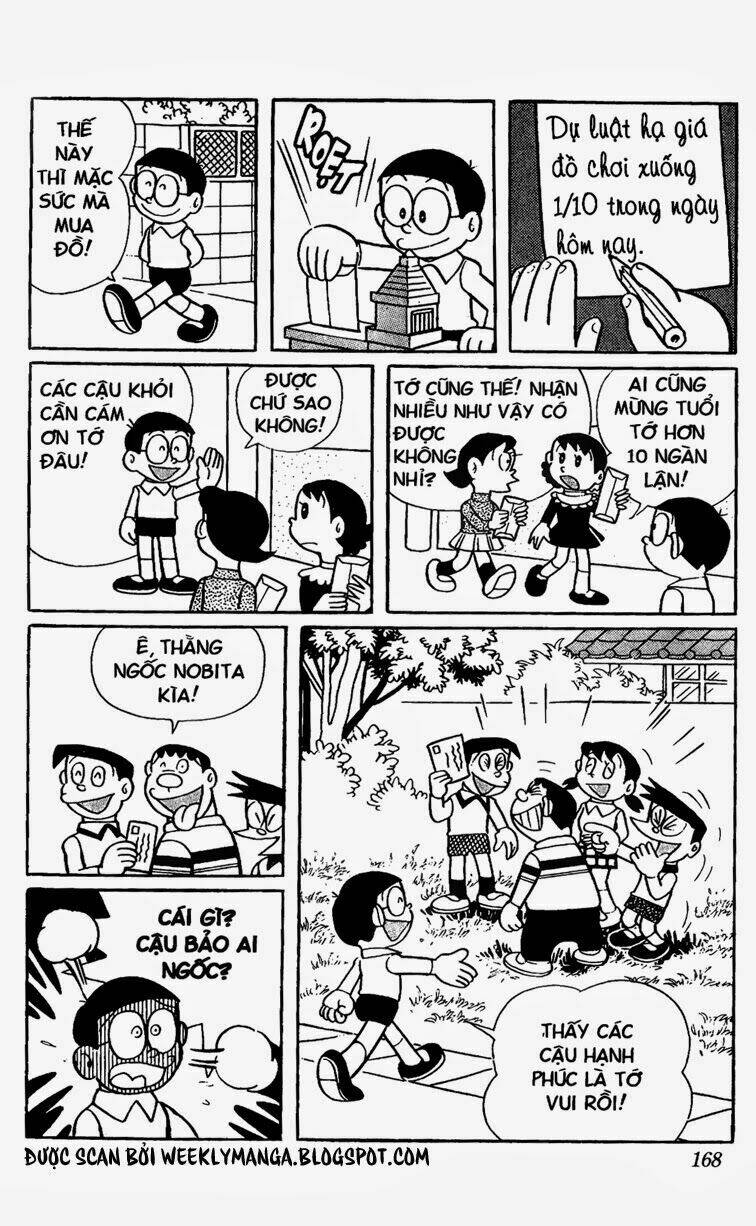 Dự luật hạ giá
đồ chơi xuống
1/10 trong ngày
hôm nay.
ROẸT
THẾ
NÀY
THÌ MẶC
SỨC MÀ
MUA
ĐỒ!
AI CŨNG
MỪNG TUỔI
TỚ HƠN
10 NGÀN
LẬN!
TỚ CŨNG THẾ! NHẬN
NHIỀU NHƯ VẬY CÓ
ĐƯỢC
KHÔNG
NHỈ?
ĐƯỢC
CHỨ SAO
KHÔNG!
CÁC CẬU KHỎI
CẦN CÁM
ƠN TỚ
ĐÂU!
THẤY CÁC
CẬU HẠNH
PHÚC LÀ TỚ
VUI RỒI!
Ê, THẰNG
NGỐC NOBITA
KÌA!
CÁI GÌ?
CẬU BẢO AI
NGỐC?
ĐƯỢC SCAN BỞI WEEKLYMANGA.BLOGSPOT.COM
168